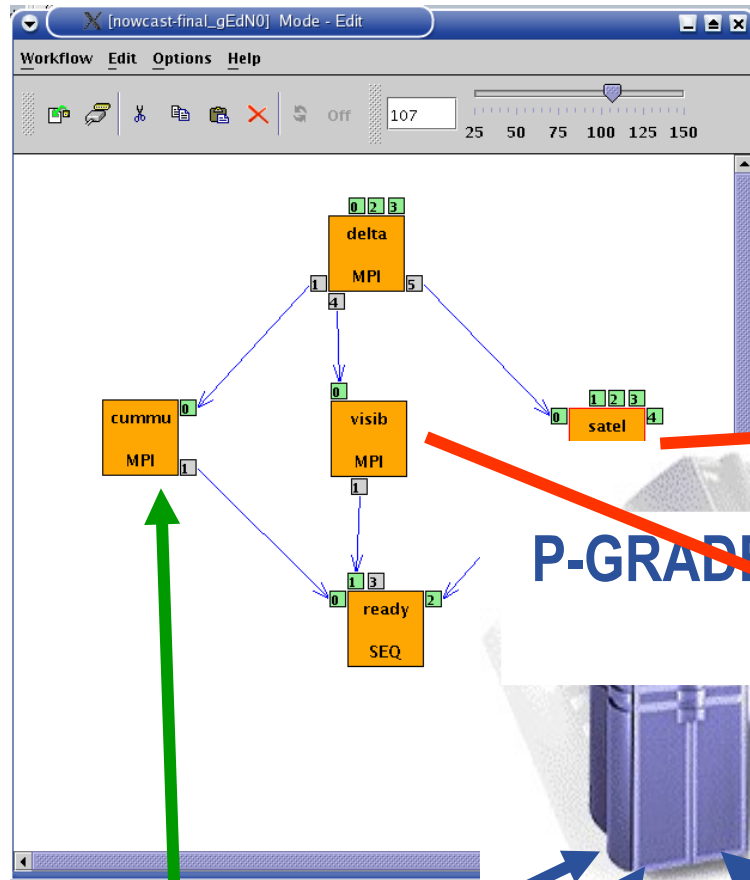 [nowcast-final_gEdN0] Mode - Edit
Workflow Edit Options Help
Off 107
25 50 75 100 125 150
0 2 3
delta
MPI
1 5
4
0
cummu
MPI
1
0
visib
MPI
1
1 2 3
0 4
satel
P-GRAD
1 3
0 2
ready
SEQ